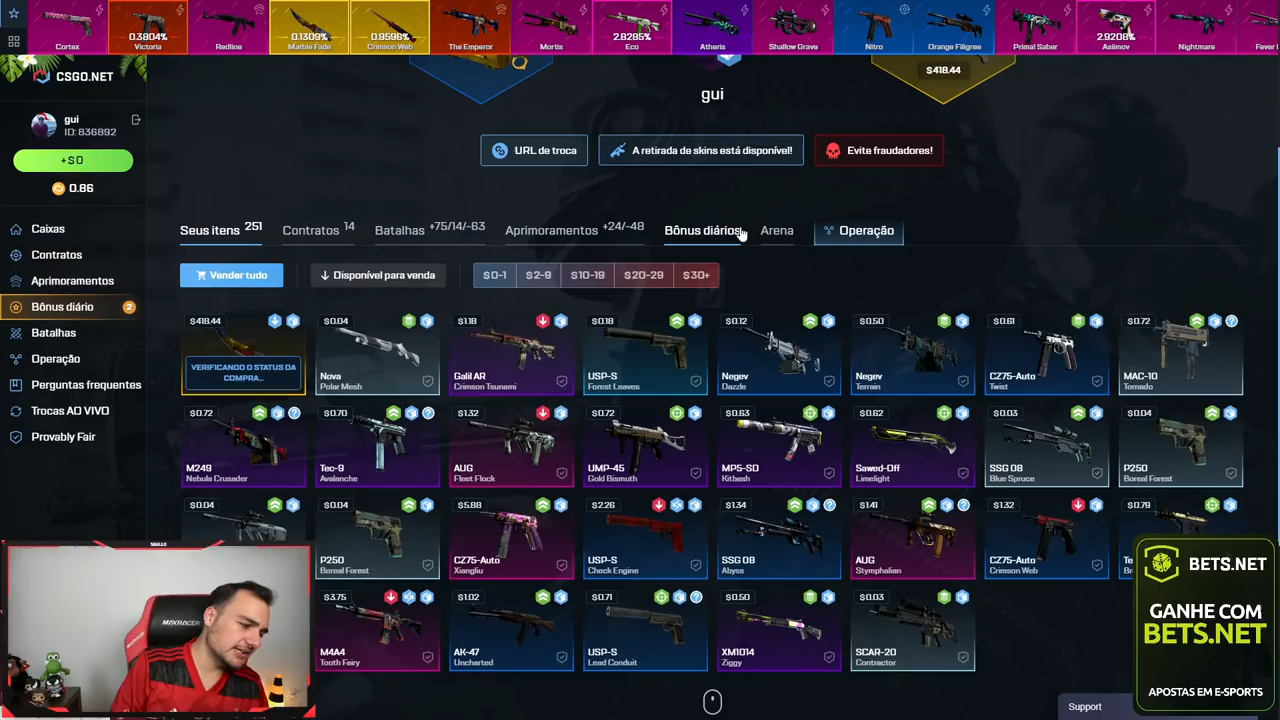 Cortex
0.3804%
Victoria
Redline
0.1309%
Marble Fade
0.9596%
Crimson Web
The Emperor
Mortis
2.8285%
Eco
Atheris
Shallow Grave
Nitro
Orange Filigree
Primal Saber
2.9208%
Asiimov
Nightmare
Fever
CSGO.NET
gui
ID: 836892
+$0
0.86
Caixas
Contratos
Aprimoramentos
Bônus diário 2
Batalhas
Operação
Perguntas frequentes
Trocas AO VIVO
Provably Fair
$418.44
gui
URL de troca
A retirada de skins está disponível!
Evite fraudadores!
Seus itens 251
Contratos 14
Batalhas +75/14/-63
Aprimoramentos +24/-48
Bônus diários
Arena
Operação
Vender tudo
Disponível para venda
$0-1
$2-9
$10-19
$20-29
$30+
$418.44
VERIFICANDO O STATUS DA
COMPRA...
$0.04
Nova
Polar Mesh
$1.18
Galil AR
Crimson Tsunami
$0.18
USP-S
Forest Leaves
$0.12
Negev
Dazzle
$0.50
Negev
Terrain
$0.61
CZ75-Auto
Twist
$0.72
MAC-10
Tornado
$0.72
M249
Nebula Crusader
$0.70
Tec-9
Avalanche
$1.32
AUG
Fleet Flock
$0.72
UMP-45
Gold Bismuth
$0.63
MP5-SD
Kitbash
$0.62
Sawed-Off
Limelight
$0.03
SSG 08
Blue Spruce
$0.04
P250
Boreal Forest
$0.04
$0.04
P250
Boreal Forest
$5.88
CZ75-Auto
Xiangliu
$2.26
USP-S
Check Engine
$1.34
SSG 08
Abyss
$1.41
AUG
Stymphalian
$1.32
CZ75-Auto
Crimson Web
$0.79
$3.75
M4A4
Tooth Fairy
$1.02
AK-47
Uncharted
$0.71
USP-S
Lead Conduit
$0.50
XM1014
Ziggy
$0.03
SCAR-20
Contractor
MAXRACER
BETS.NET
GANHE COM
BETS.NET
APOSTAS EM E-SPORTS
Support